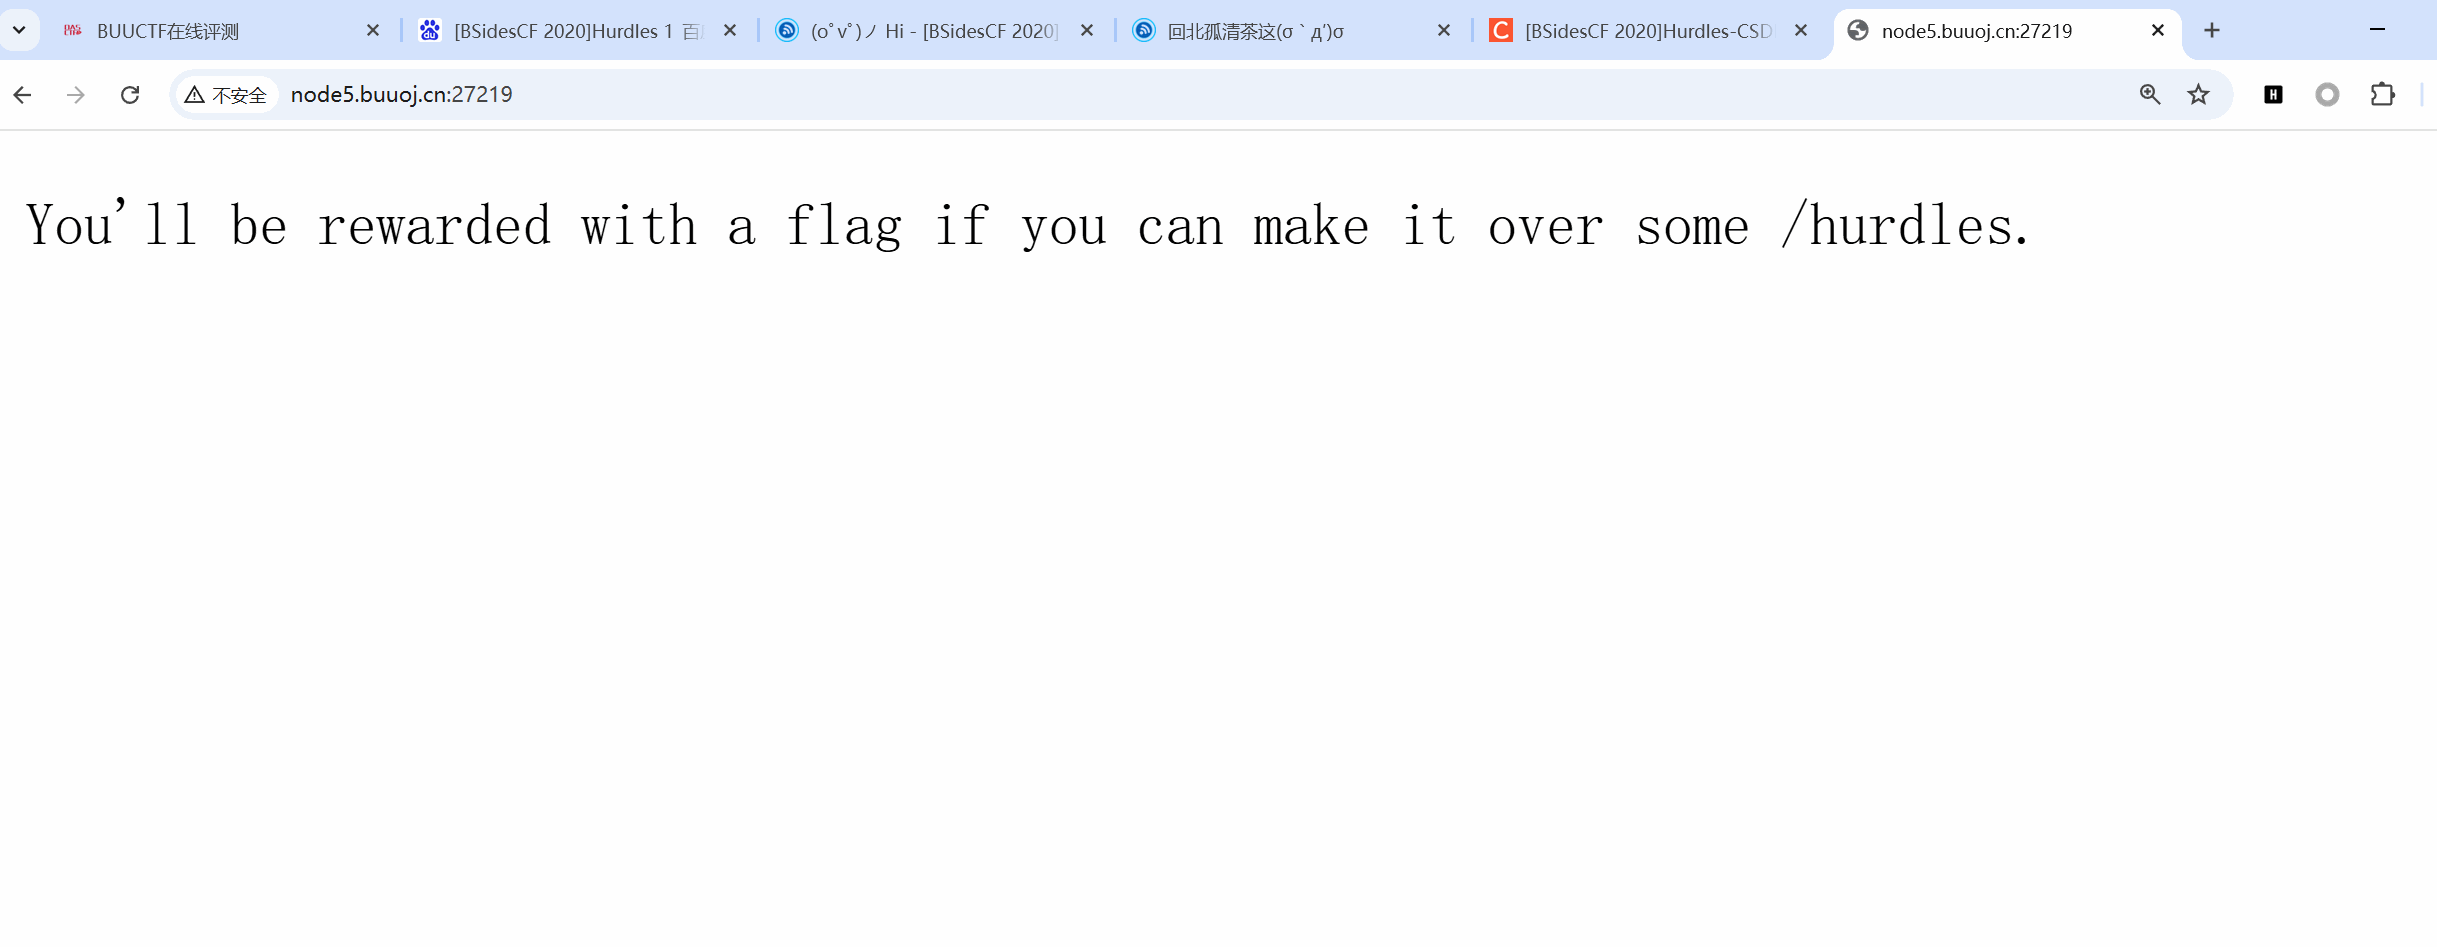 BUUCTF在线评测
[BSidesCF 2020]Hurdles 1 百
(o゚v゚)ノ Hi - [BSidesCF 2020]
回北孤清茶这(σ｀д′)σ
[BSidesCF 2020]Hurdles-CSD
node5.buuoj.cn:27219
不安全 node5.buuoj.cn:27219
You'll be rewarded with a flag if you can make it over some /hurdles.